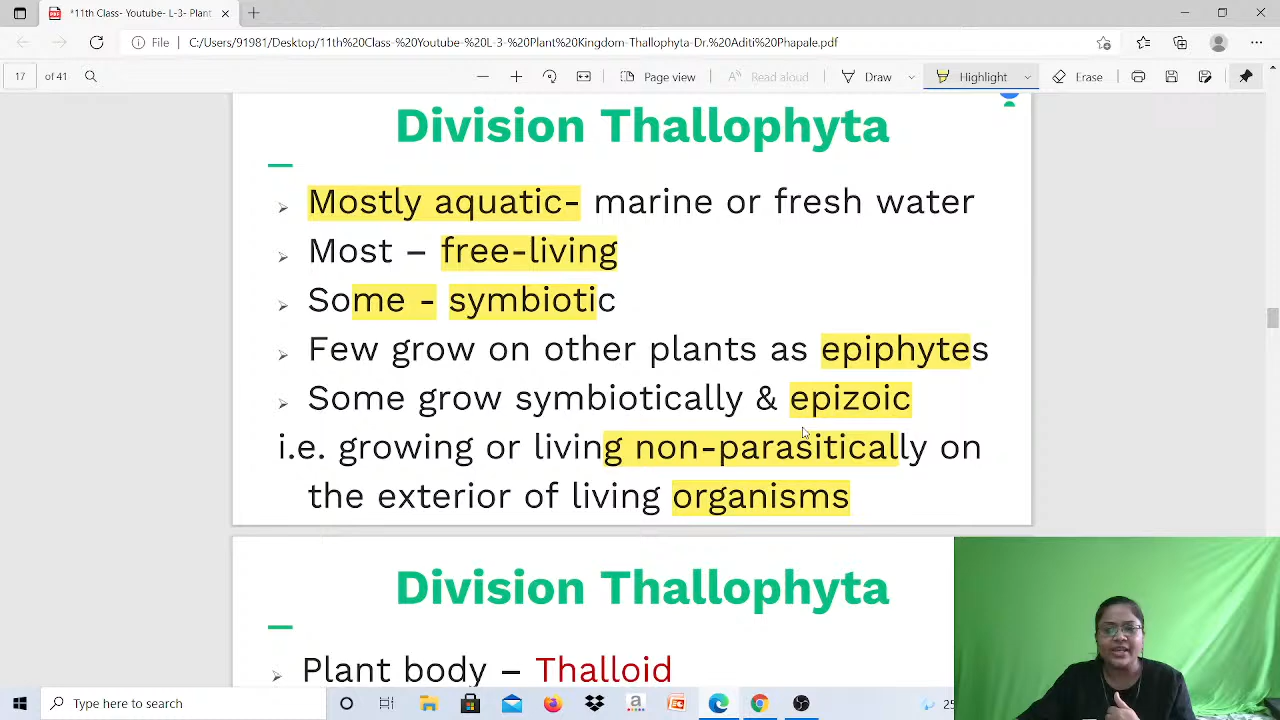 *11th Class- Youtube- L-3- Plant
File
C:/Users/91981/Desktop/11th%20Class-%20Youtube%20L-3%20-%20Plant%20Kingdom-Thallophyta-Dr.%20Aditi%20Phapale.pdf
17 of 41
Page view
Read aloud
Draw
Highlight
Erase
Division Thallophyta
Mostly aquatic- marine or fresh water
Most – free-living
Some - symbiotic
Few grow on other plants as epiphytes
Some grow symbiotically & epizoic
i.e. growing or living non-parasitically on
the exterior of living organisms
Division Thallophyta
Plant body – Thalloid
Type here to search